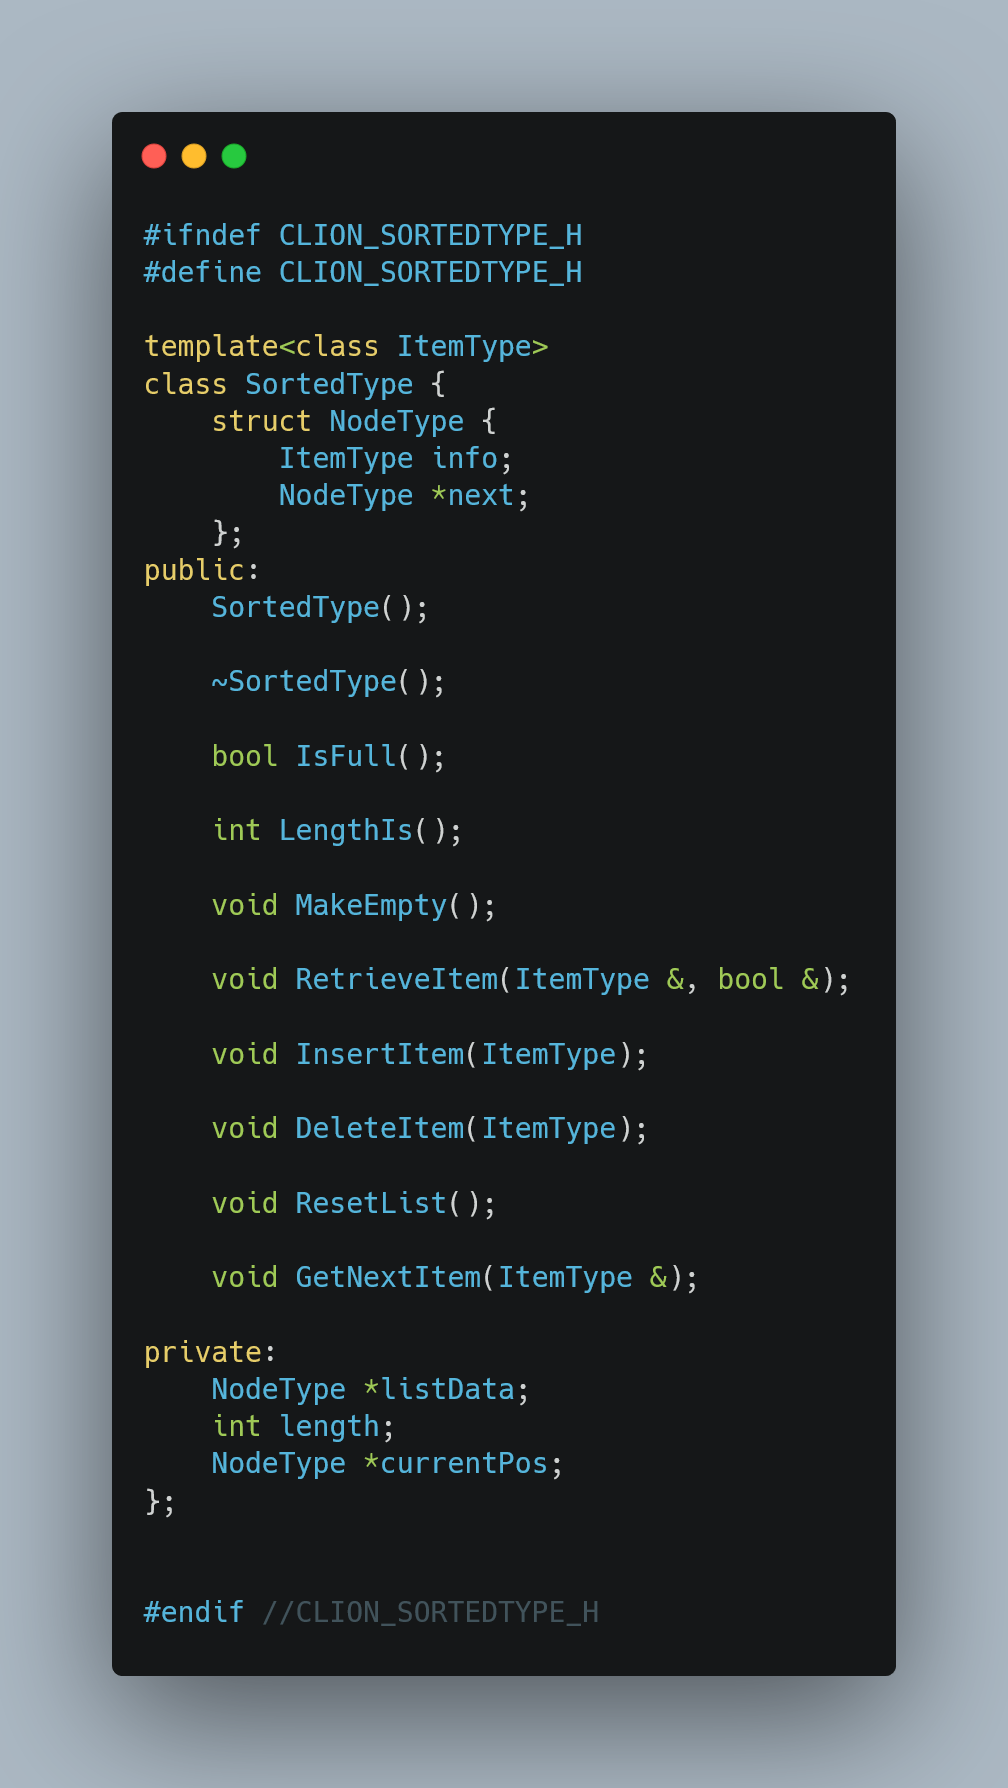 #ifndef CLION_SORTEDTYPE_H
#define CLION_SORTEDTYPE_H
template<class ItemType>
class SortedType {
    struct NodeType {
        ItemType info;
        NodeType *next;
    };
public:
    SortedType();
    ~SortedType();
    bool IsFull();
    int LengthIs();
    void MakeEmpty();
    void RetrieveItem(ItemType &, bool &);
    void InsertItem(ItemType);
    void DeleteItem(ItemType);
    void ResetList();
    void GetNextItem(ItemType &);
private:
    NodeType *listData;
    int length;
    NodeType *currentPos;
};
#endif //CLION_SORTEDTYPE_H